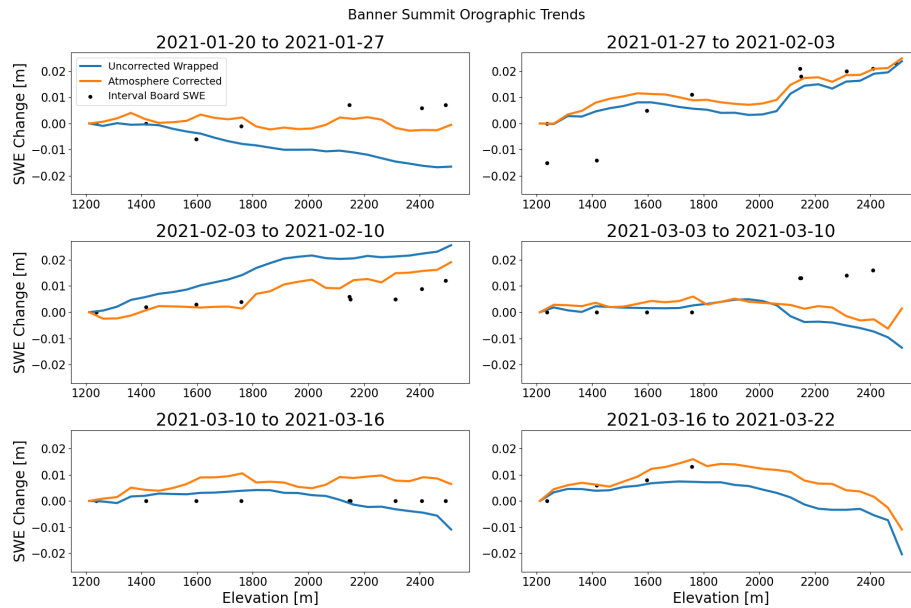 Banner Summit Orographic Trends
2021-01-20 to 2021-01-27
2021-01-27 to 2021-02-03
SWE Change [m]
0.02
0.01
0.00
−0.01
−0.02
Uncorrected Wrapped
Atmosphere Corrected
Interval Board SWE
1200 1400 1600 1800 2000 2200 2400
0.02
0.01
0.00
−0.01
−0.02
1200 1400 1600 1800 2000 2200 2400
2021-02-03 to 2021-02-10
2021-03-03 to 2021-03-10
SWE Change [m]
0.02
0.01
0.00
−0.01
−0.02
1200 1400 1600 1800 2000 2200 2400
0.02
0.01
0.00
−0.01
−0.02
1200 1400 1600 1800 2000 2200 2400
2021-03-10 to 2021-03-16
2021-03-16 to 2021-03-22
SWE Change [m]
0.02
0.01
0.00
−0.01
−0.02
1200 1400 1600 1800 2000 2200 2400
Elevation [m]
0.02
0.01
0.00
−0.01
−0.02
1200 1400 1600 1800 2000 2200 2400
Elevation [m]